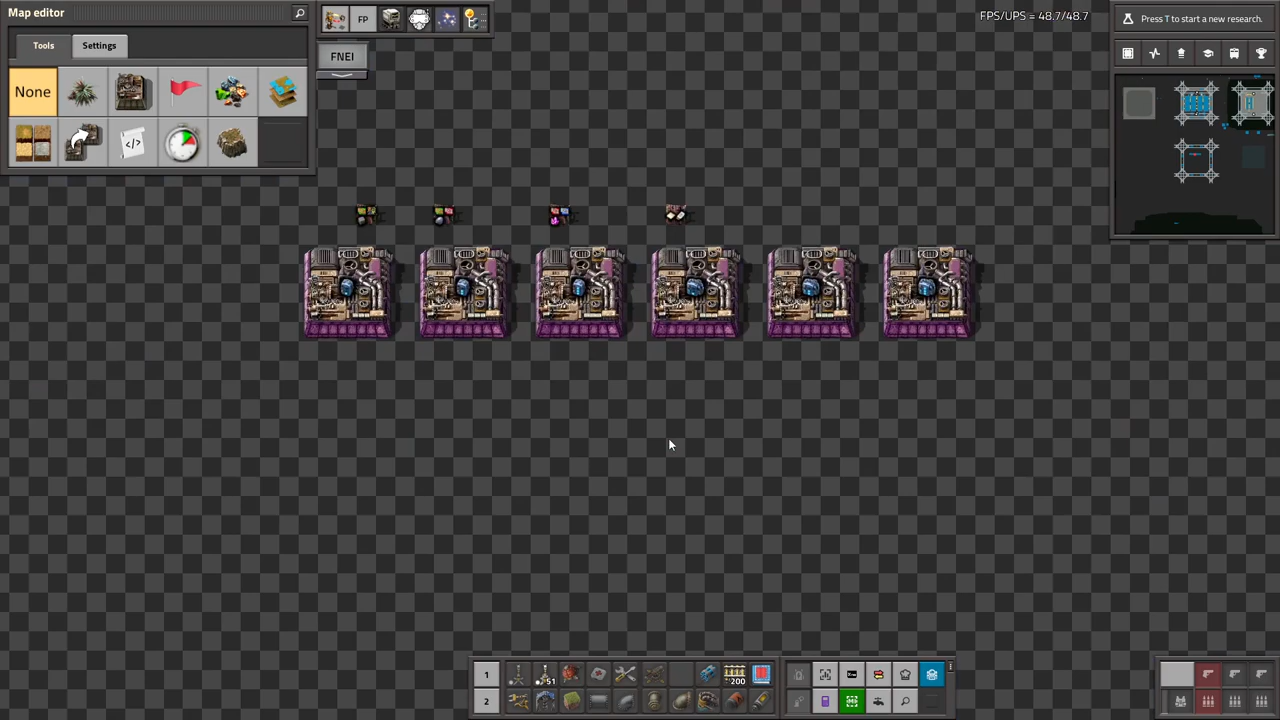 Map editor
Tools
Settings
None
FP
FNEI
FPS/UPS = 48.7/48.7
Press T to start a new research.
1
51
200
2